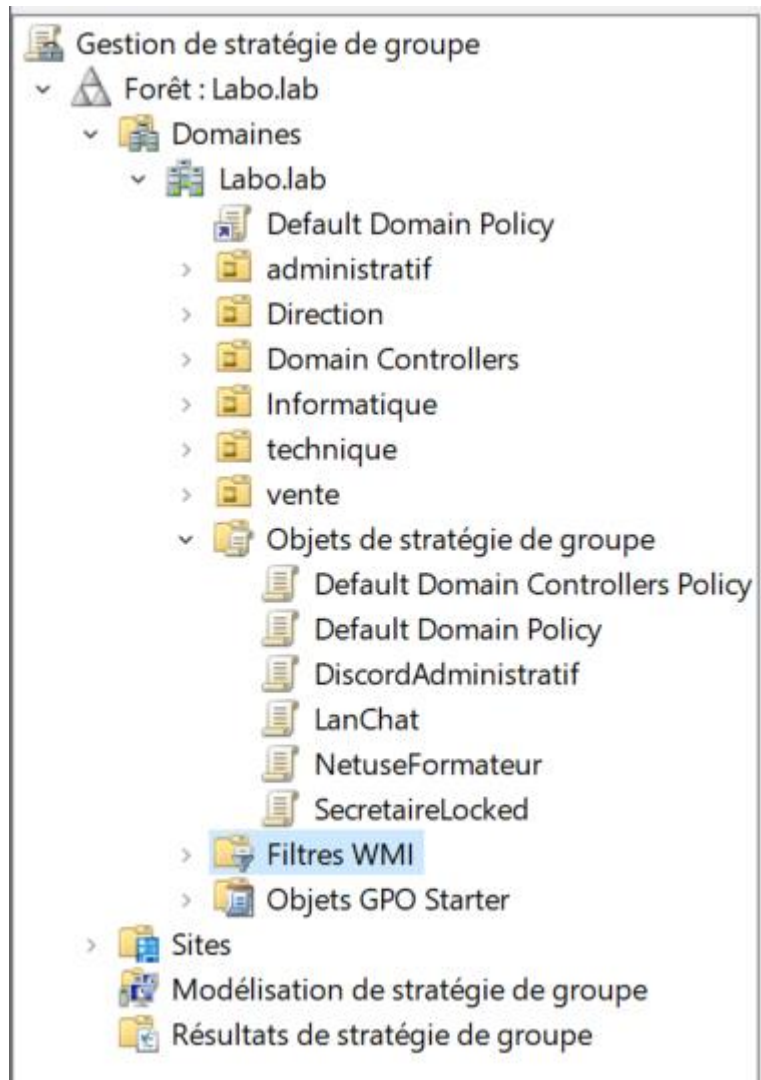 Gestion de stratégie de groupe
Forêt : Labo.lab
Domaines
Labo.lab
Default Domain Policy
administratif
Direction
Domain Controllers
Informatique
technique
vente
Objets de stratégie de groupe
Default Domain Controllers Policy
Default Domain Policy
DiscordAdministratif
LanChat
NetuseFormateur
SecretaireLocked
Filtres WMI
Objets GPO Starter
Sites
Modélisation de stratégie de groupe
Résultats de stratégie de groupe